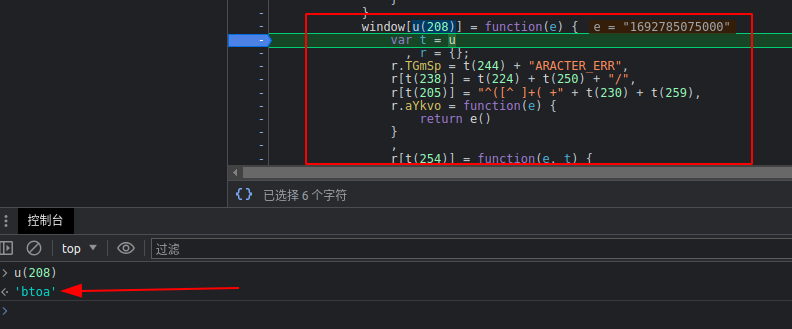 }
window[u(208)] = function(e) { e = "1692785075000"
var t = u
, r = {};
r.TGmSp = t(244) + "ARACTER_ERR",
r[t(238)] = t(224) + t(250) + "/",
r[t(205)] = "^([^ ]+( +" + t(230) + t(259),
r.aYkvo = function(e) {
return e()
}
,
r[t(254)] = function(e, t) {
{} 已选择 6 个字符
控制台
top 过滤
> u(208)
'btoa'
>